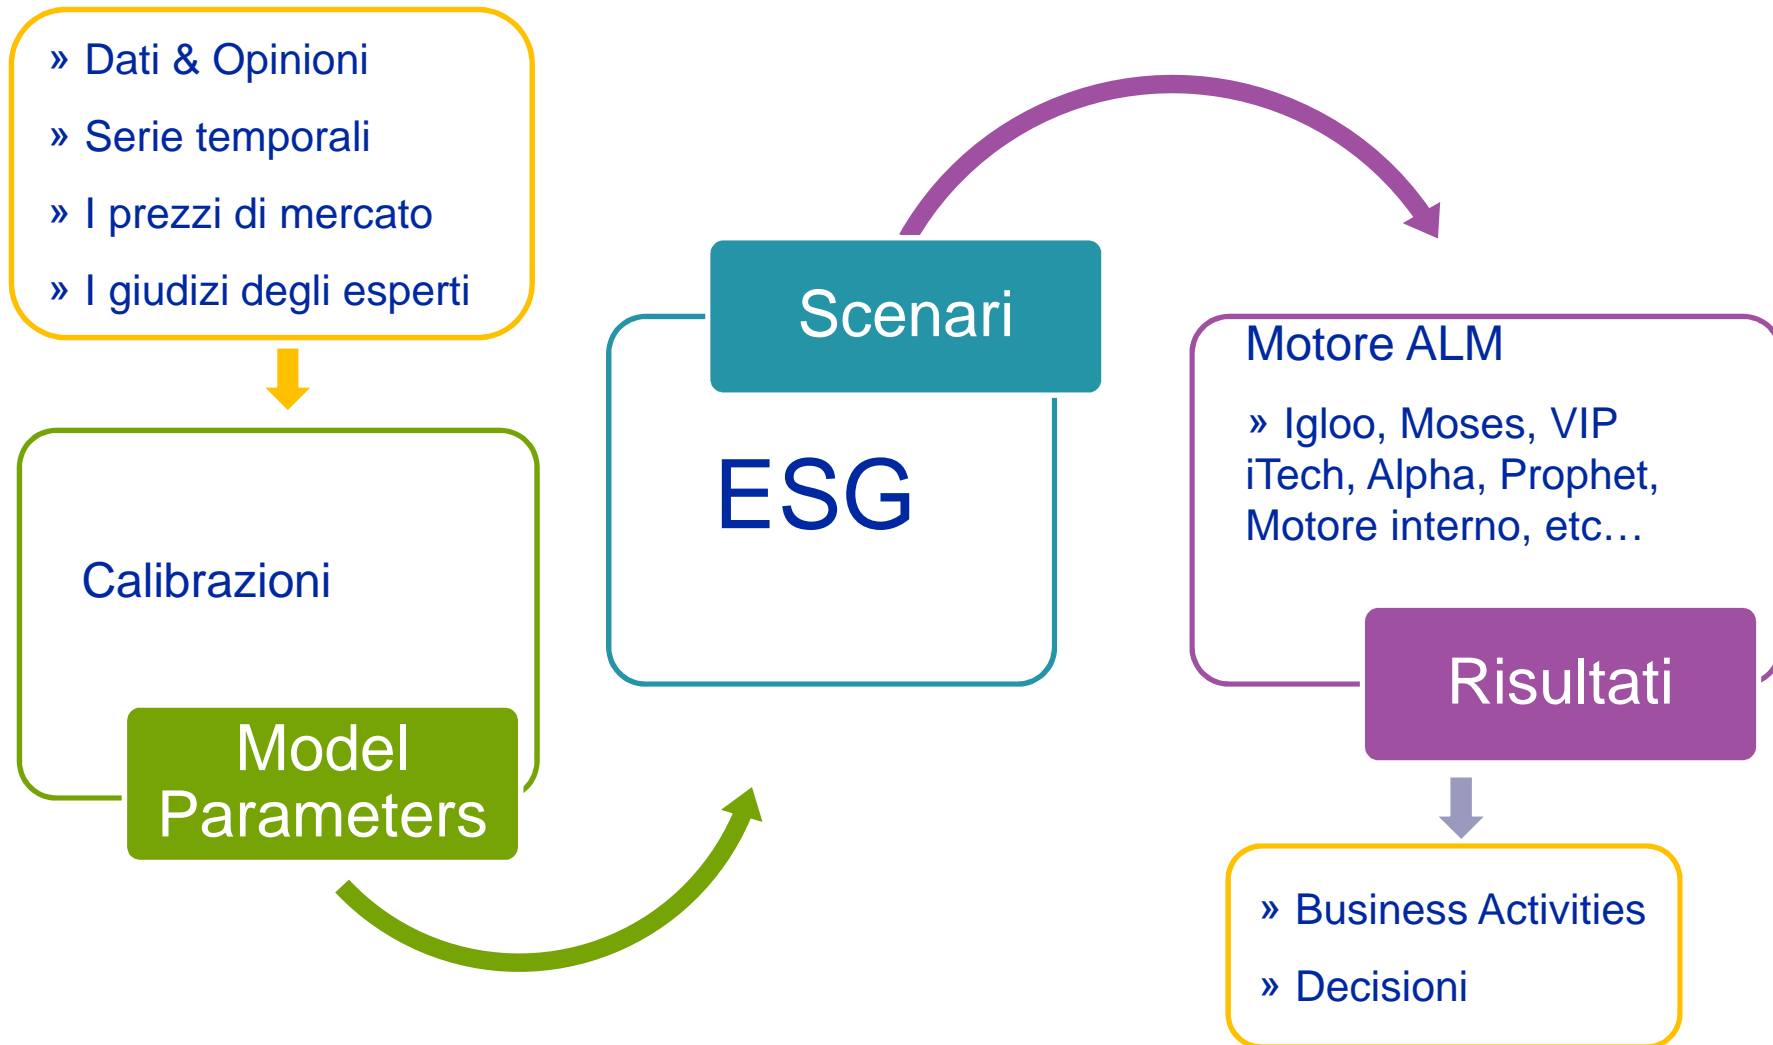 » Dati & Opinioni
» Serie temporali
» I prezzi di mercato
» I giudizi degli esperti
Calibrazioni
Model
Parameters
Scenari
ESG
Motore ALM
» Igloo, Moses, VIP
iTech, Alpha, Prophet,
Motore interno, etc…
Risultati
» Business Activities
» Decisioni